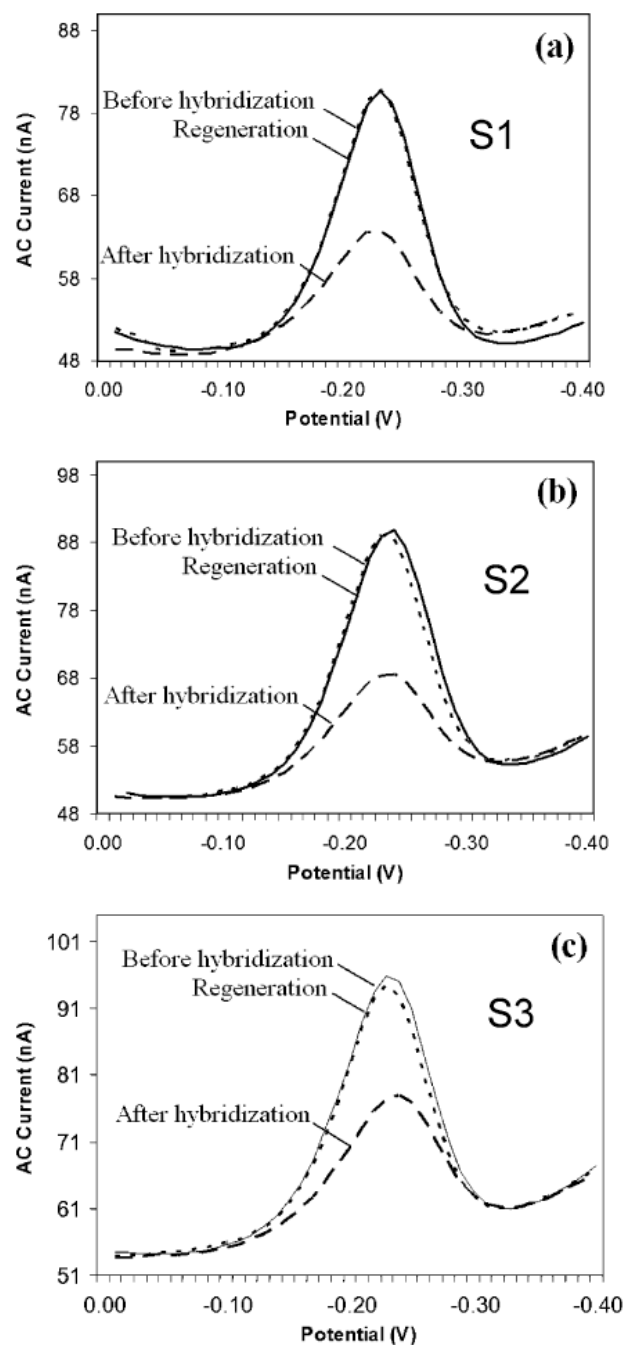 (a)
S1
88
78
68
58
48
AC Current (nA)
Before hybridization
Regeneration
After hybridization
0.00 -0.10 -0.20 -0.30 -0.40
Potential (V)
(b)
S2
98
88
78
68
58
48
AC Current (nA)
Before hybridization
Regeneration
After hybridization
0.00 -0.10 -0.20 -0.30 -0.40
Potential (V)
(c)
S3
101
91
81
71
61
51
AC Current (nA)
Before hybridization
Regeneration
After hybridization
0.00 -0.10 -0.20 -0.30 -0.40
Potential (V)